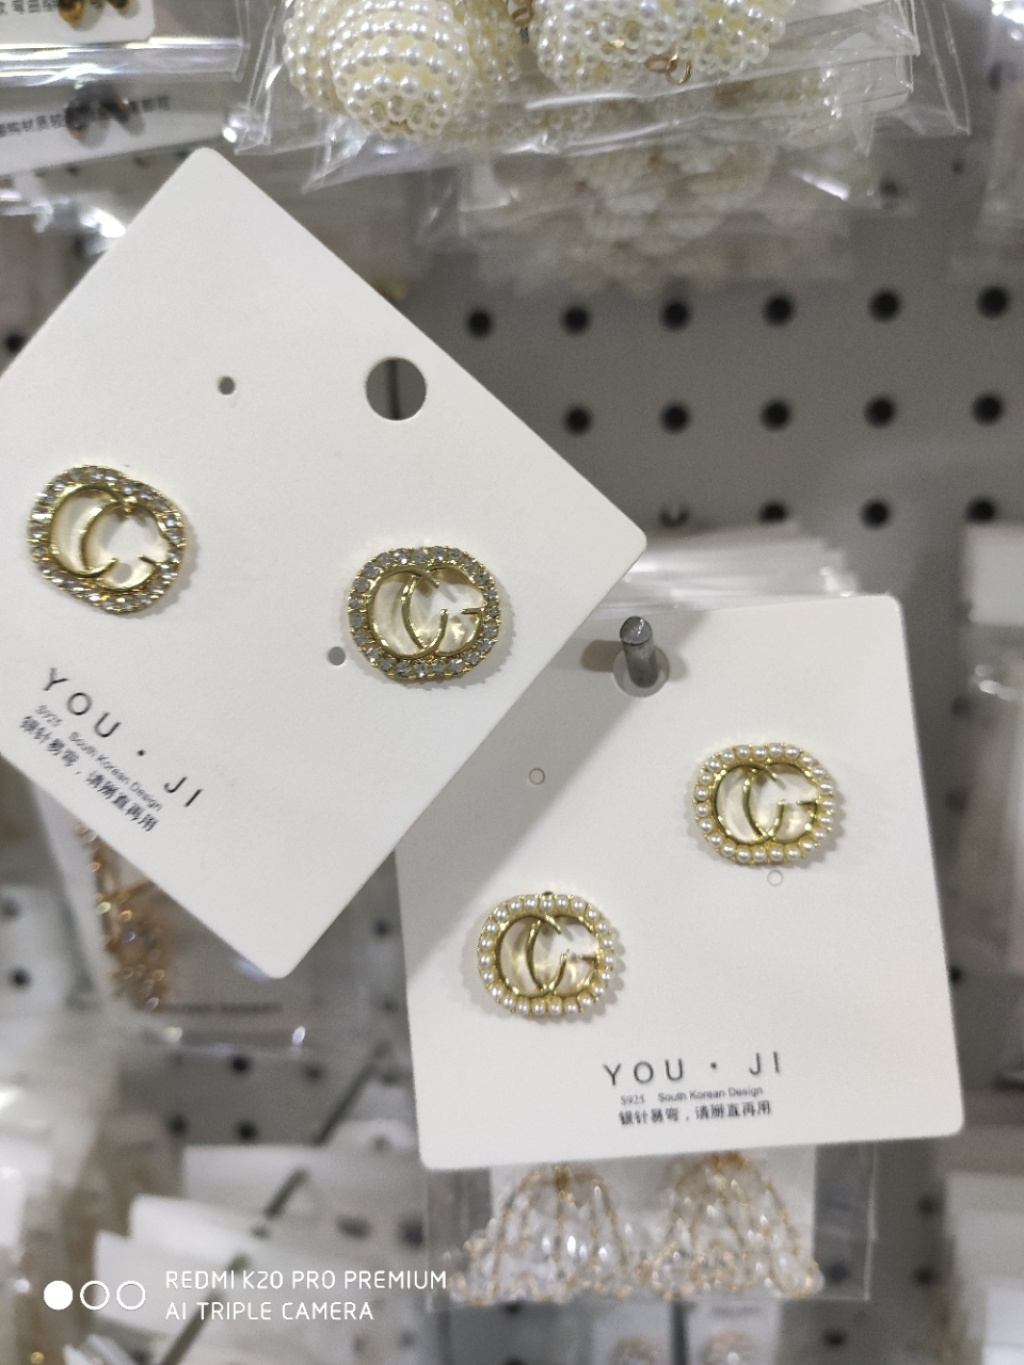 YOU · JI
S925 South Korean Design
银针易弯，请掰直再用
YOU · JI
S925 South Korean Design
银针易弯，请掰直再用
REDMI K20 PRO PREMIUM
AI TRIPLE CAMERA